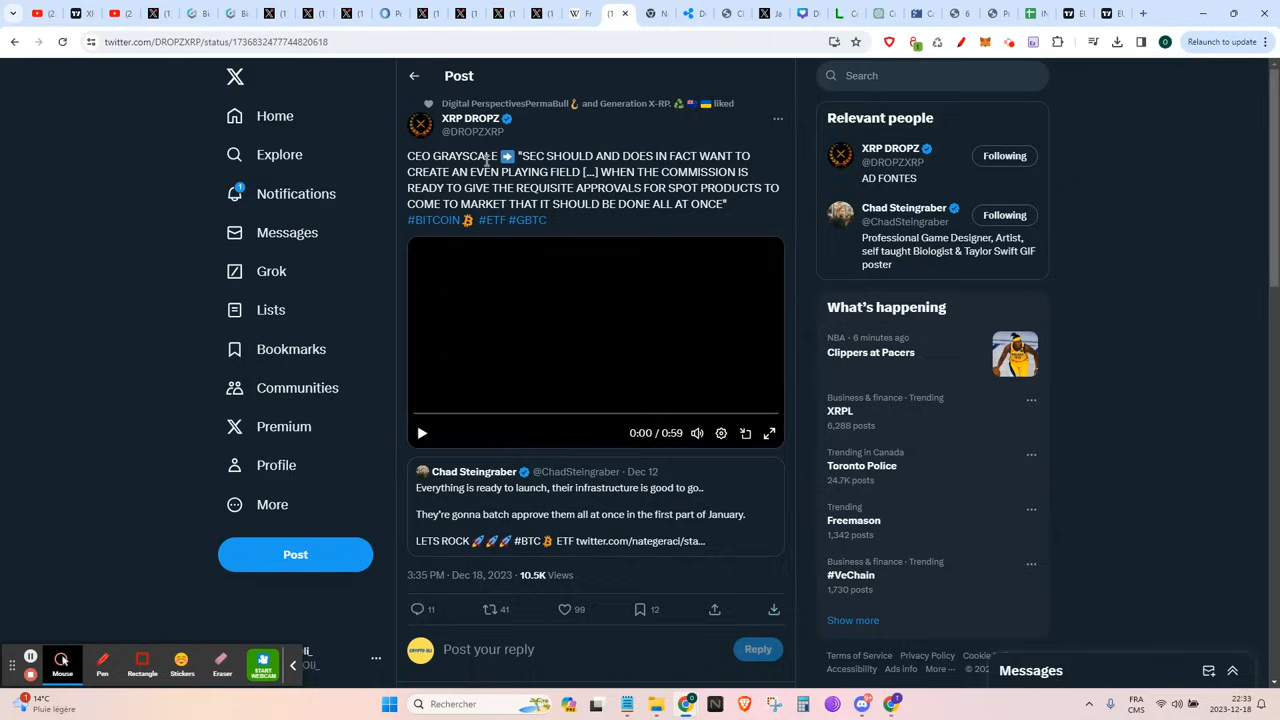 twitter.com/DROPZXRP/status/1736832477744820618
Relaunch to update
Post
Search
Home
Explore
1
Notifications
Messages
Grok
Lists
Bookmarks
Communities
Premium
Profile
More
Post
Digital PerspectivesPermaBull and Generation X-RP. liked
XRP DROPZ
@DROPZXRP
CEO GRAYSCALE ➡ "SEC SHOULD AND DOES IN FACT WANT TO
CREATE AN EVEN PLAYING FIELD [...] WHEN THE COMMISSION IS
READY TO GIVE THE REQUISITE APPROVALS FOR SPOT PRODUCTS TO
COME TO MARKET THAT IT SHOULD BE DONE ALL AT ONCE"
#BITCOIN #ETF #GBTC
0:00 / 0:59
Chad Steingraber @ChadSteingraber · Dec 12
Everything is ready to launch, their infrastructure is good to go..
They're gonna batch approve them all at once in the first part of January.
LETS ROCK 🚀🚀🚀 #BTC ETF twitter.com/nategeraci/sta...
3:35 PM · Dec 18, 2023 · 10.5K Views
11 41 99 12
CRYPTO OLI
Post your reply
Reply
Relevant people
XRP DROPZ
@DROPZXRP
Following
AD FONTES
Chad Steingraber
@ChadSteingraber
Following
Professional Game Designer, Artist,
self taught Biologist & Taylor Swift GIF
poster
What's happening
NBA · 6 minutes ago
Clippers at Pacers
Business & finance · Trending
XRPL
6,288 posts
Trending in Canada
Toronto Police
24.7K posts
Trending
Freemason
1,342 posts
Business & finance · Trending
#VeChain
1,730 posts
Show more
Terms of Service Privacy Policy
Accessibility Ads info More ···
Messages
Mouse Pen Rectangle Stickers Eraser
START
WEBCAM
14°C
Pluie légère
Rechercher
FRA
CMS
22:33
2023-12-18